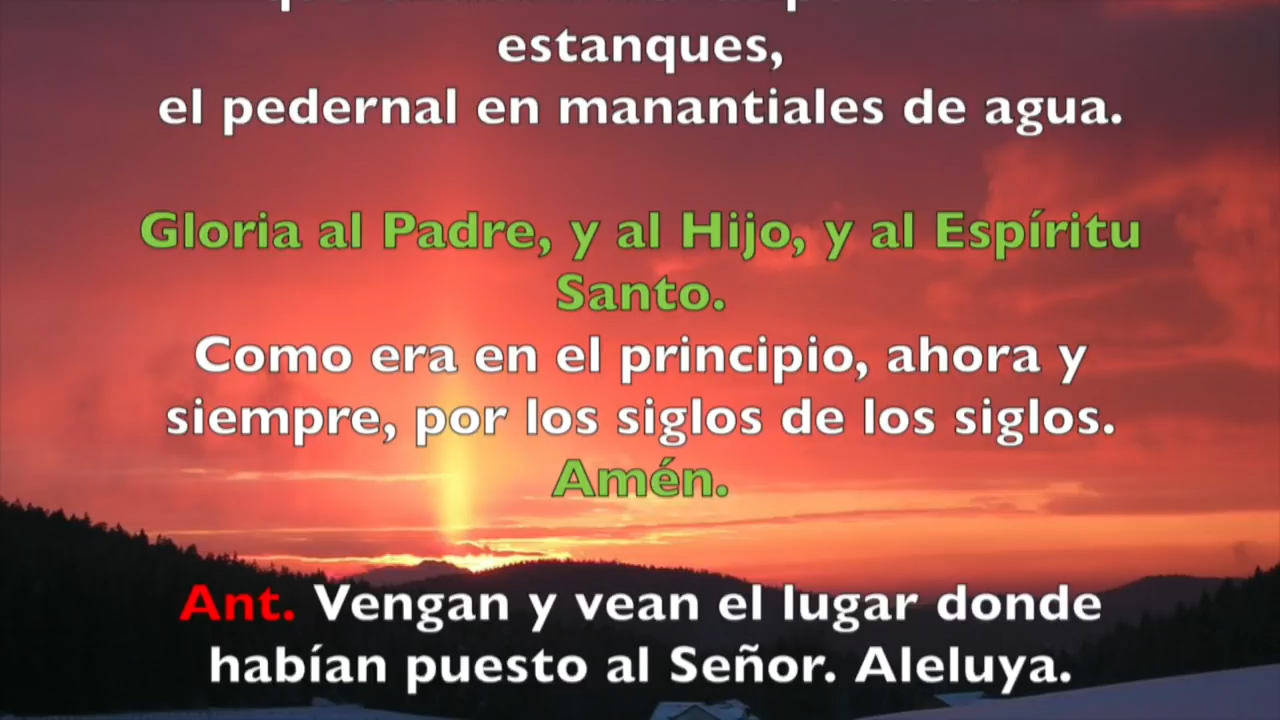 estanques,
el pedernal en manantiales de agua.
Gloria al Padre, y al Hijo, y al Espíritu
Santo.
Como era en el principio, ahora y
siempre, por los siglos de los siglos.
Amén.
Ant. Vengan y vean el lugar donde
habían puesto al Señor. Aleluya.